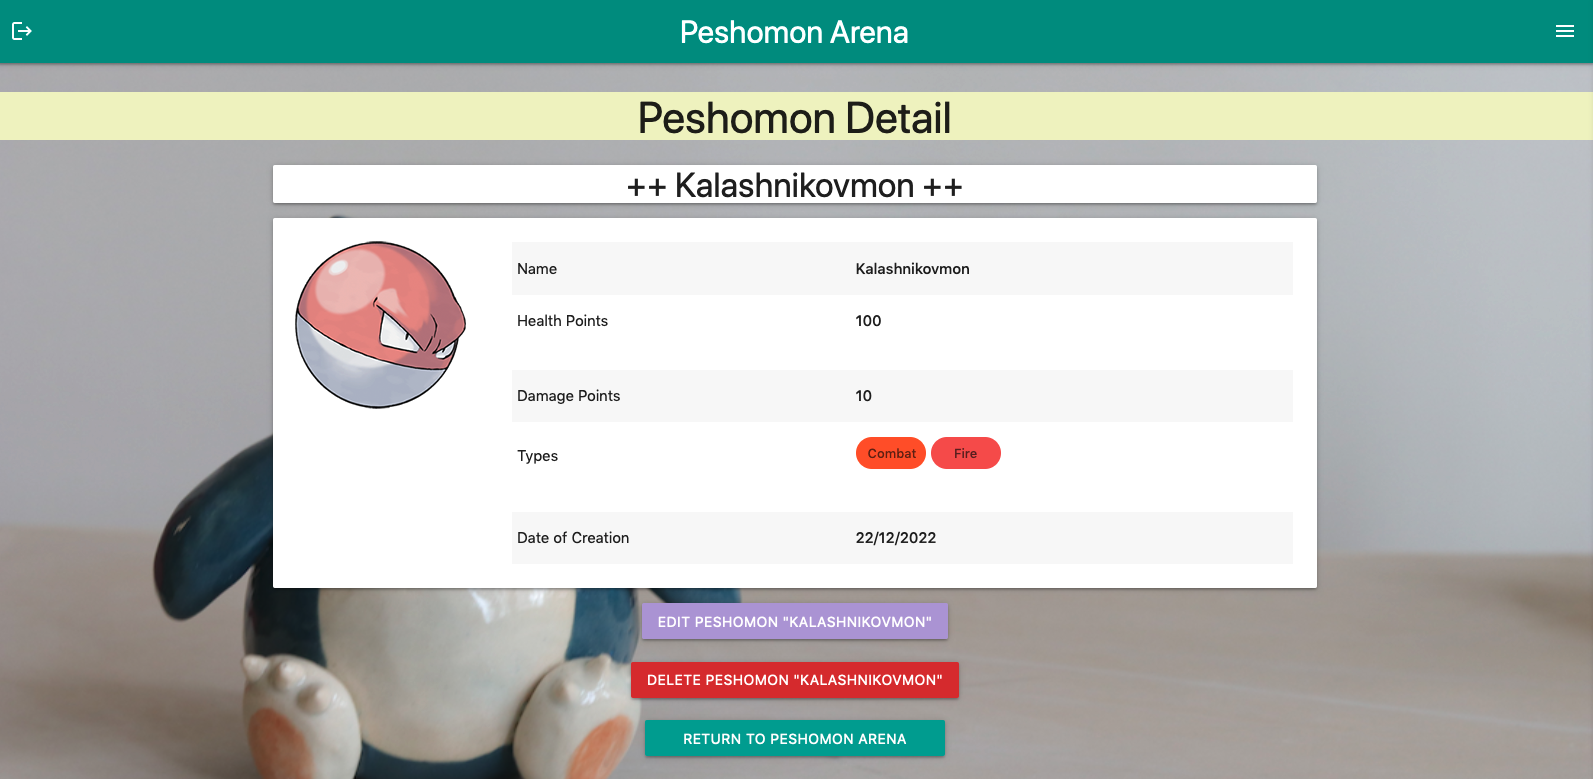 Peshomon Arena
Peshomon Detail
++ Kalashnikovmon ++
Name Kalashnikovmon
Health Points 100
Damage Points 10
Types Combat Fire
Date of Creation 22/12/2022
EDIT PESHOMON "KALASHNIKOVMON"
DELETE PESHOMON "KALASHNIKOVMON"
RETURN TO PESHOMON ARENA